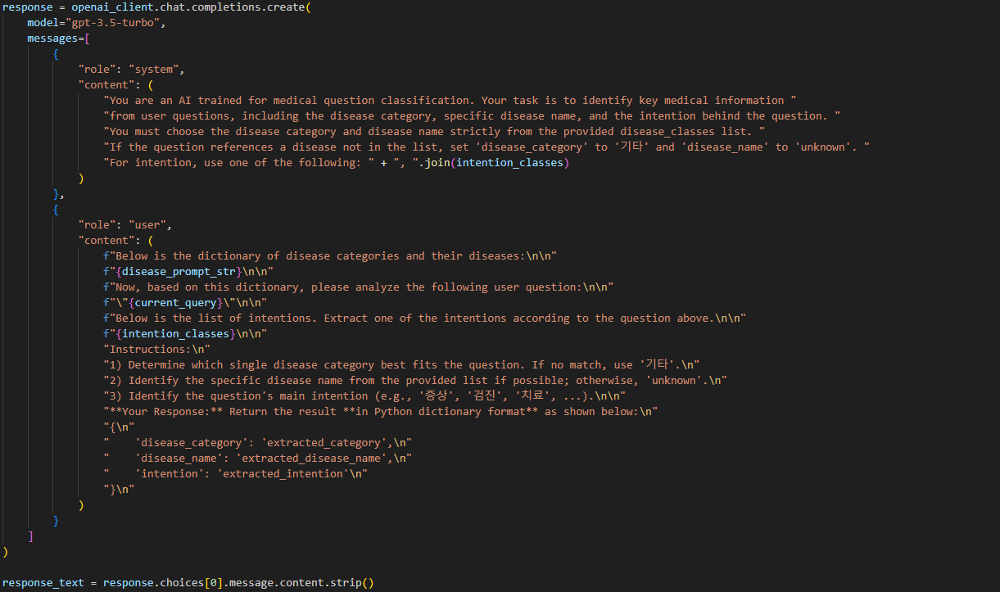 response = openai_client.chat.completions.create(
    model="gpt-3.5-turbo",
    messages=[
        {
            "role": "system",
            "content": (
                "You are an AI trained for medical question classification. Your task is to identify key medical information "
                "from user questions, including the disease category, specific disease name, and the intention behind the question. "
                "You must choose the disease category and disease name strictly from the provided disease_classes list. "
                "If the question references a disease not in the list, set 'disease_category' to '기타' and 'disease_name' to 'unknown'. "
                "For intention, use one of the following: " + ", ".join(intention_classes)
            )
        },
        {
            "role": "user",
            "content": (
                f"Below is the dictionary of disease categories and their diseases:\n\n"
                f"{disease_prompt_str}\n\n"
                f"Now, based on this dictionary, please analyze the following user question:\n\n"
                f"\"{current_query}\"\n\n"
                f"Below is the list of intentions. Extract one of the intentions according to the question above.\n\n"
                f"{intention_classes}\n\n"
                "Instructions:\n"
                "1) Determine which single disease category best fits the question. If no match, use '기타'.\n"
                "2) Identify the specific disease name from the provided list if possible; otherwise, 'unknown'.\n"
                "3) Identify the question's main intention (e.g., '증상', '검진', '치료', ...).\n\n"
                "**Your Response:** Return the result **in Python dictionary format** as shown below:\n"
                "{\n"
                "    'disease_category': 'extracted_category',\n"
                "    'disease_name': 'extracted_disease_name',\n"
                "    'intention': 'extracted_intention'\n"
                "}\n"
            )
        }
    ]
)
response_text = response.choices[0].message.content.strip()